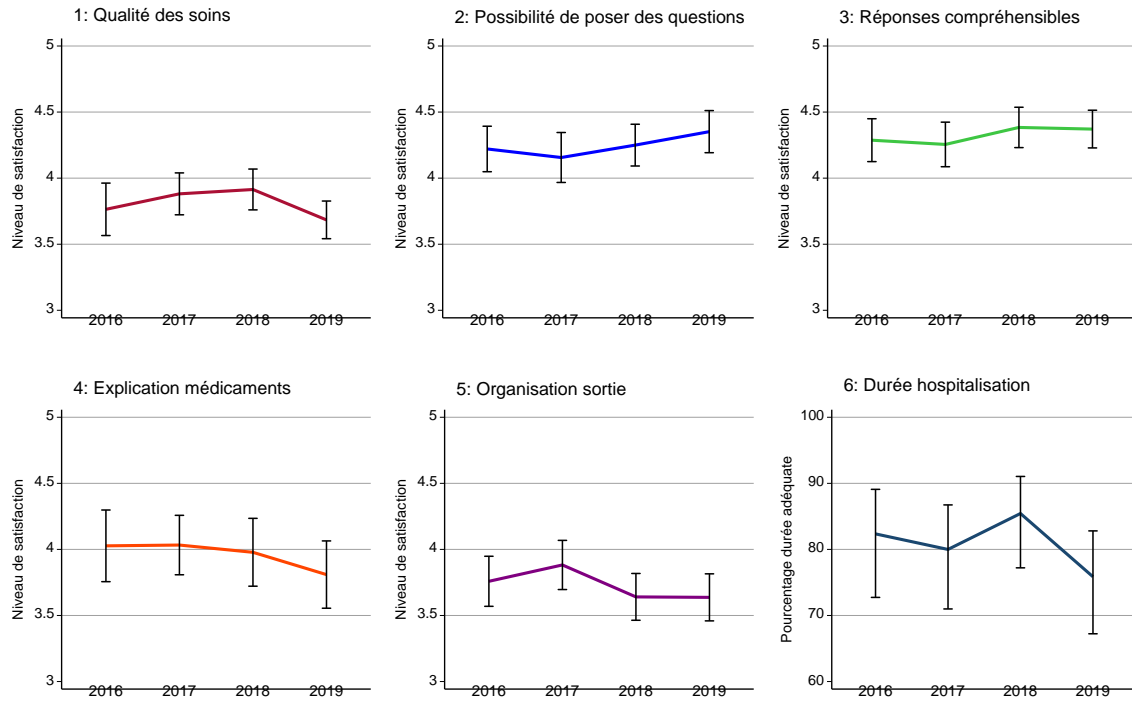 1: Qualité des soins
Niveau de satisfaction
5
4.5
4
3.5
3
2016 2017 2018 2019
2: Possibilité de poser des questions
Niveau de satisfaction
5
4.5
4
3.5
3
2016 2017 2018 2019
3: Réponses compréhensibles
Niveau de satisfaction
5
4.5
4
3.5
3
2016 2017 2018 2019
4: Explication médicaments
Niveau de satisfaction
5
4.5
4
3.5
3
2016 2017 2018 2019
5: Organisation sortie
Niveau de satisfaction
5
4.5
4
3.5
3
2016 2017 2018 2019
6: Durée hospitalisation
Pourcentage durée adéquate
100
90
80
70
60
2016 2017 2018 2019